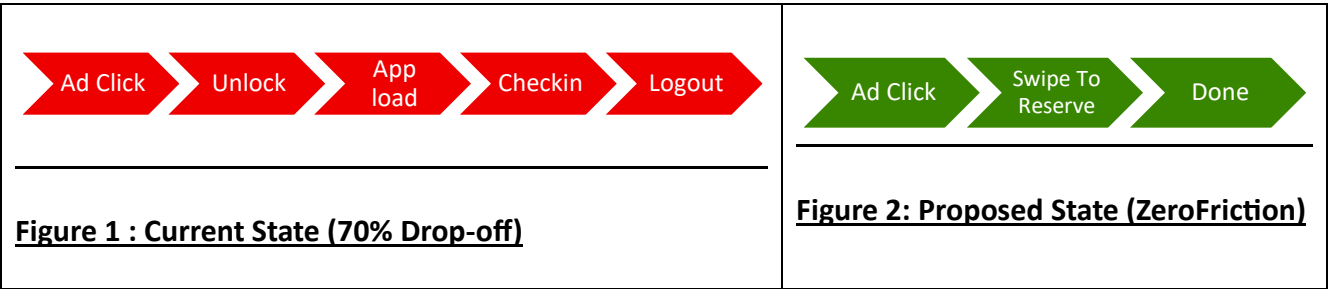 Ad Click
Unlock
App
load
Checkin
Logout
Figure 1 : Current State (70% Drop-off)
Ad Click
Swipe To
Reserve
Done
Figure 2: Proposed State (ZeroFriction)